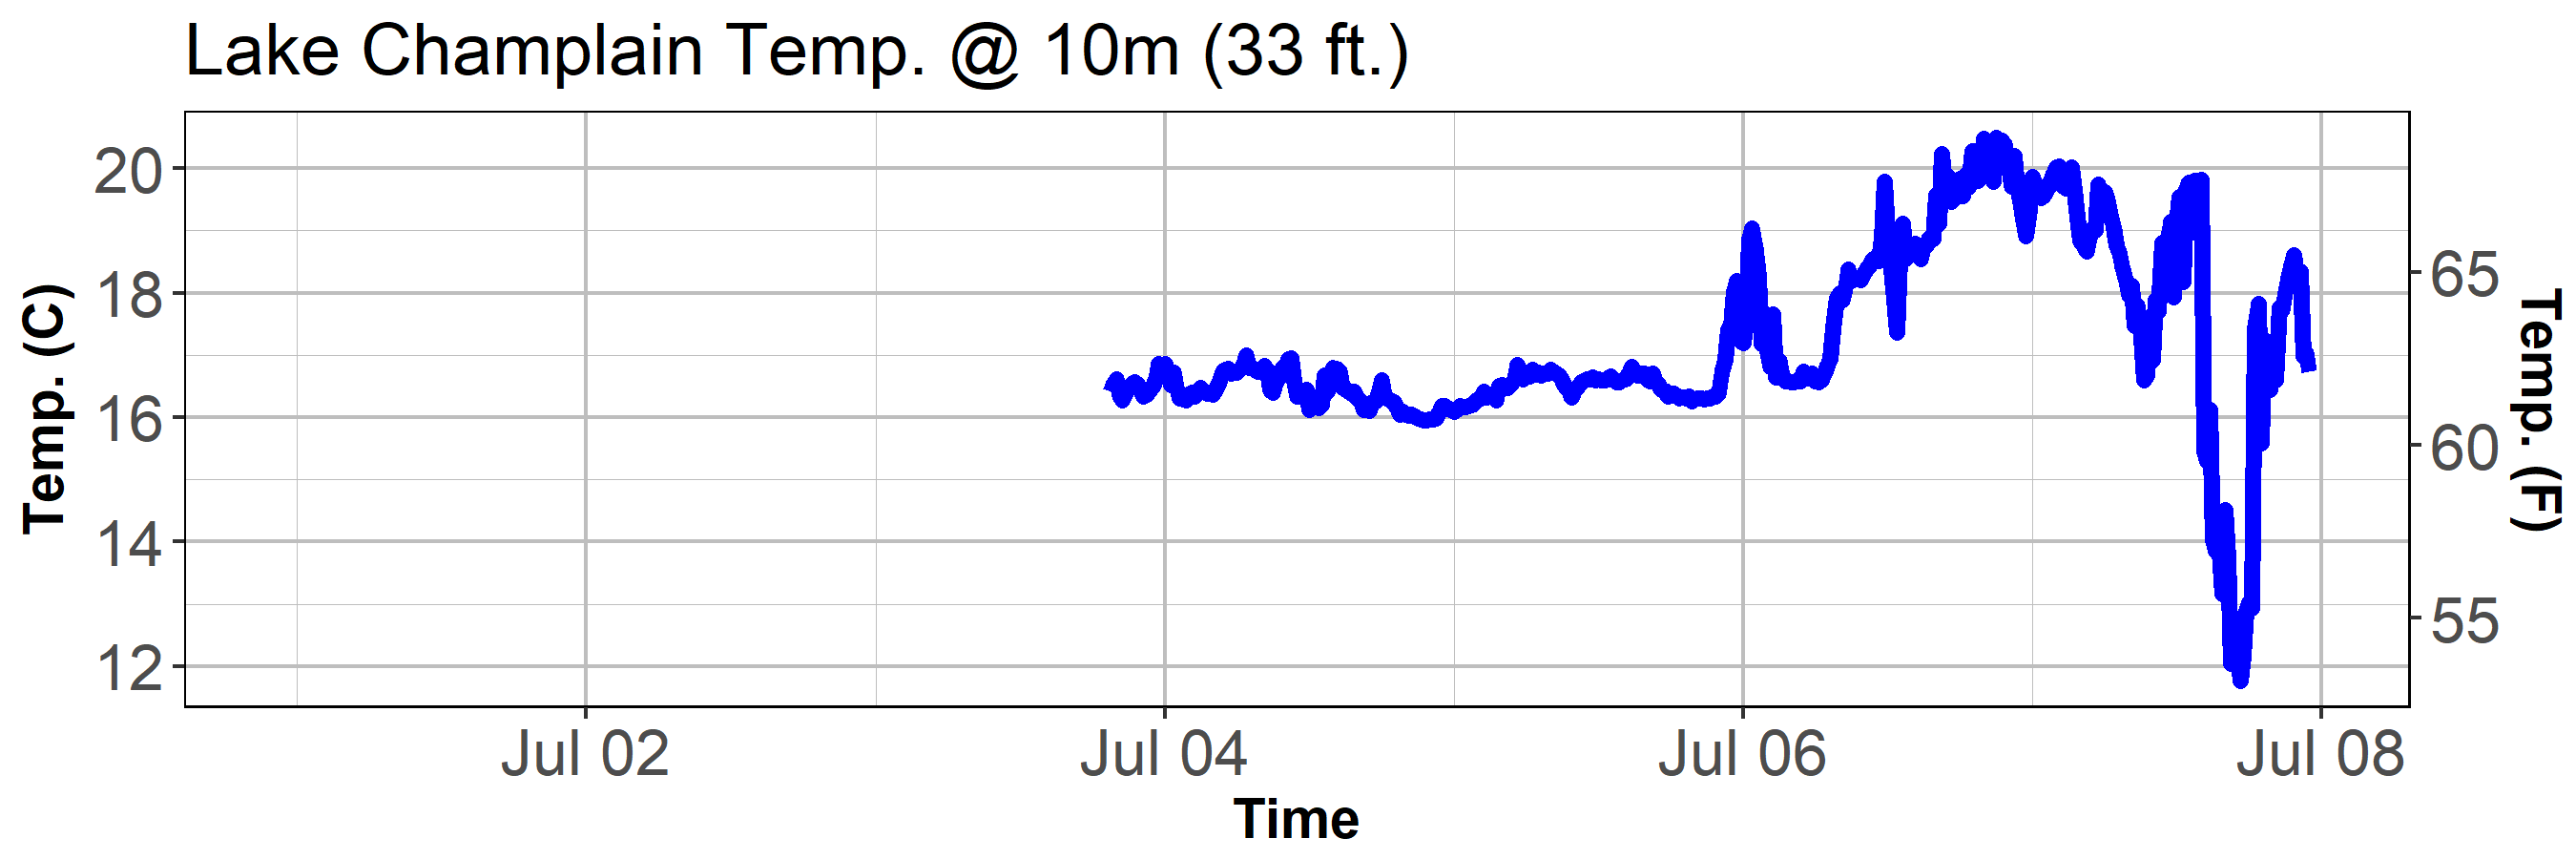 Lake Champlain Temp. @ 10m (33 ft.)
20
18
16
14
12
Temp. (C)
65
60
55
Temp. (F)
Jul 02
Jul 04
Jul 06
Jul 08
Time